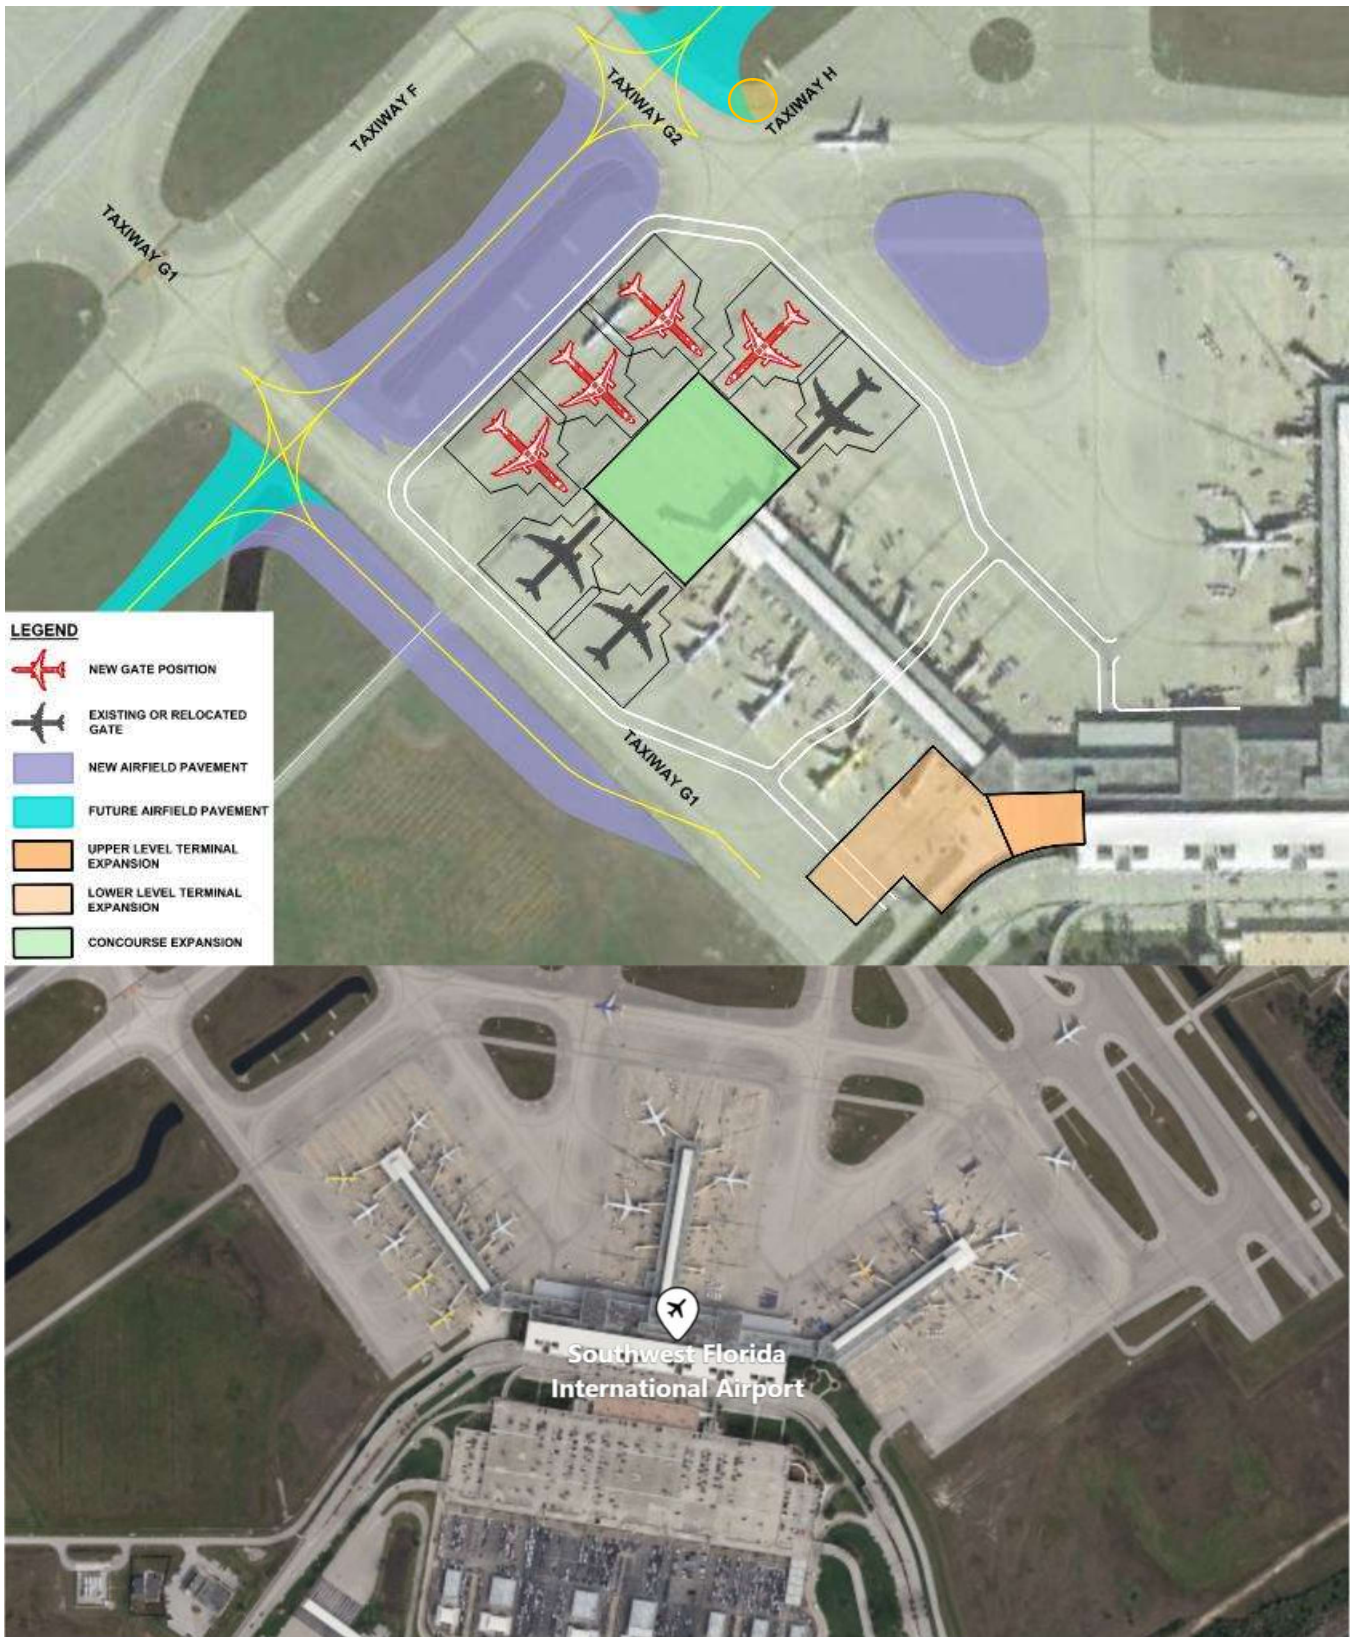 TAXIWAY F
TAXIWAY G2
TAXIWAY H
TAXIWAY G1
TAXIWAY G1
LEGEND
NEW GATE POSITION
EXISTING OR RELOCATED
GATE
NEW AIRFIELD PAVEMENT
FUTURE AIRFIELD PAVEMENT
UPPER LEVEL TERMINAL
EXPANSION
LOWER LEVEL TERMINAL
EXPANSION
CONCOURSE EXPANSION
Southwest Florida
International Airport